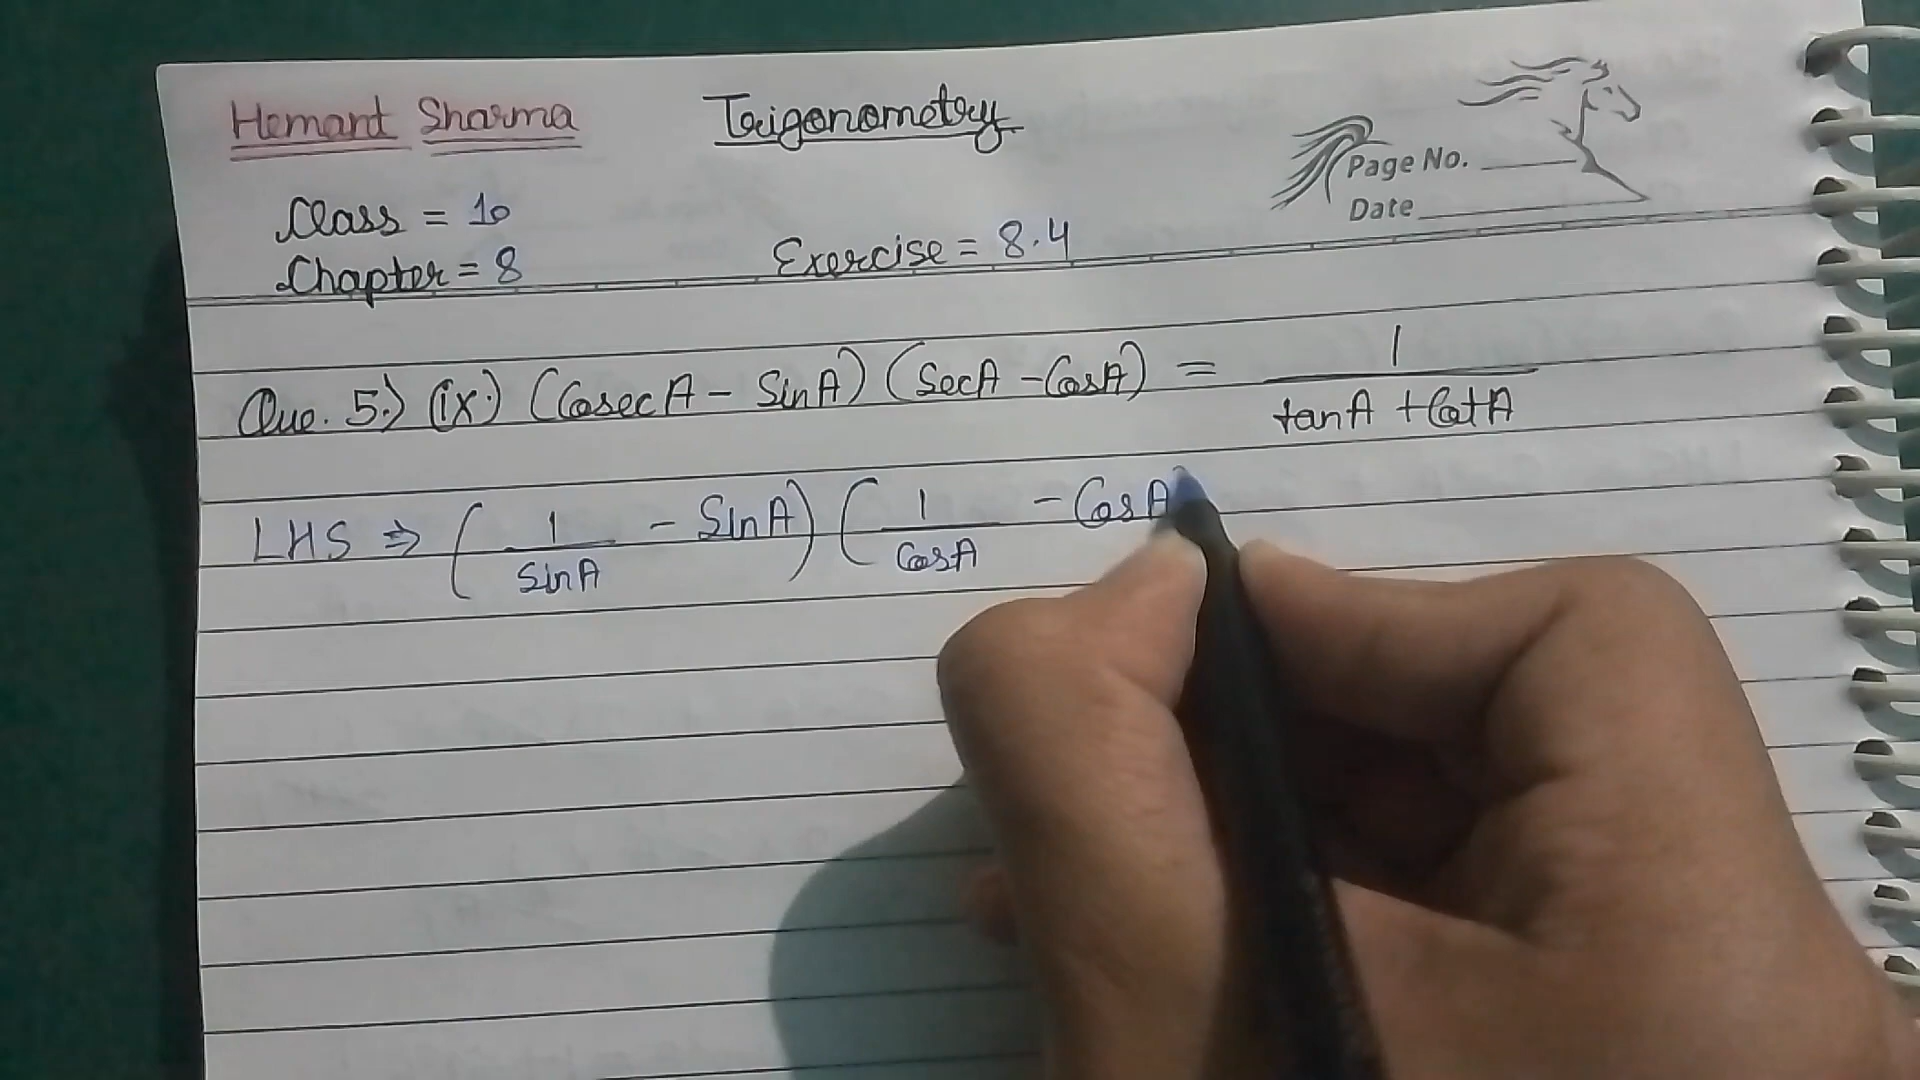 Hemant Sharma Trigonometry
Page No.
Date
Class = 10
Chapter = 8 Exercise = 8.4
Que. 5.) (ix.) (CosecA - SinA) (SecA - CosA) = 1 / tanA + CotA
LHS ⇒ (1/SinA - SinA) (1/CosA - CosA